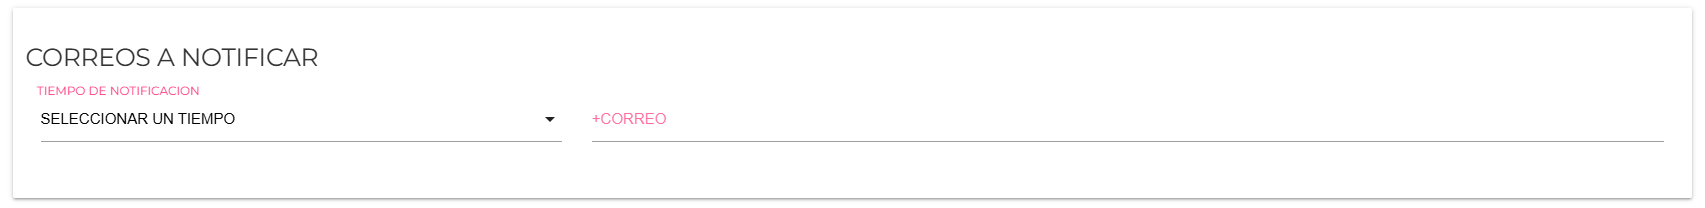 CORREOS A NOTIFICAR
TIEMPO DE NOTIFICACION
SELECCIONAR UN TIEMPO
+CORREO